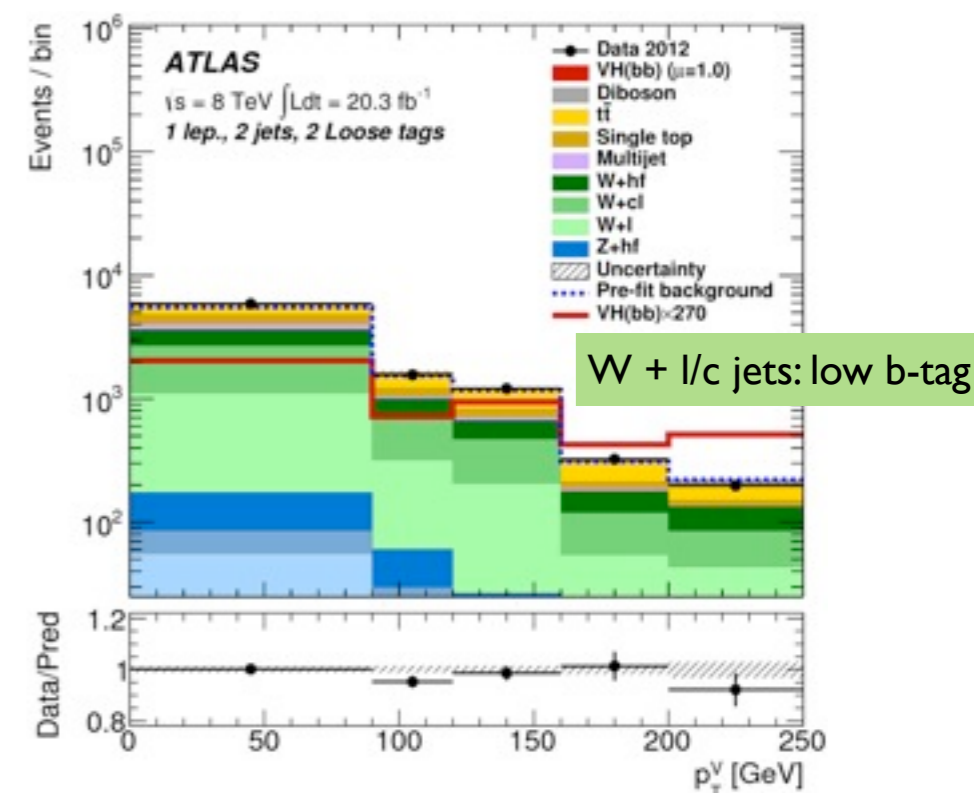 Events / bin
10⁶
10⁵
10⁴
10³
10²
ATLAS
√s = 8 TeV ∫Ldt = 20.3 fb⁻¹
1 lep., 2 jets, 2 Loose tags
Data 2012
VH(bb) (μ=1.0)
Diboson
tt̄
Single top
Multijet
W+hf
W+cl
W+l
Z+hf
Uncertainty
Pre-fit background
VH(bb)×270
W + l/c jets: low b-tag
Data/Pred
1.2
1
0.8
0 50 100 150 200 250
pTV [GeV]